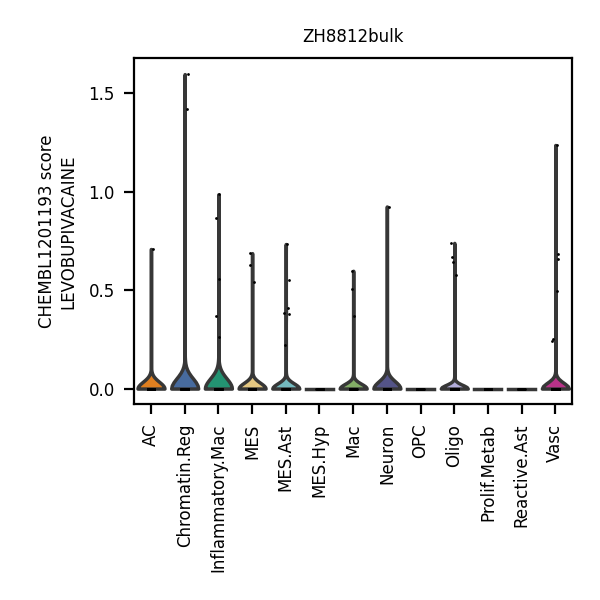 ZH8812bulk
CHEMBL1201193 score
LEVOBUPIVACAINE
1.5
1.0
0.5
0.0
AC
Chromatin.Reg
Inflammatory.Mac
MES
MES.Ast
MES.Hyp
Mac
Neuron
OPC
Oligo
Prolif.Metab
Reactive.Ast
Vasc